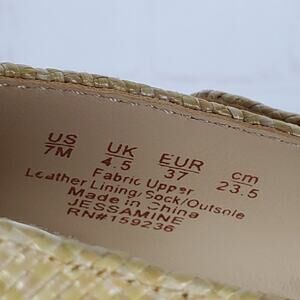 US UK EUR cm
7M 4.5 37 23.5
Fabric Upper
Leather Lining/Sock/Outsole
Made in China
JESSAMINE
RN#159236